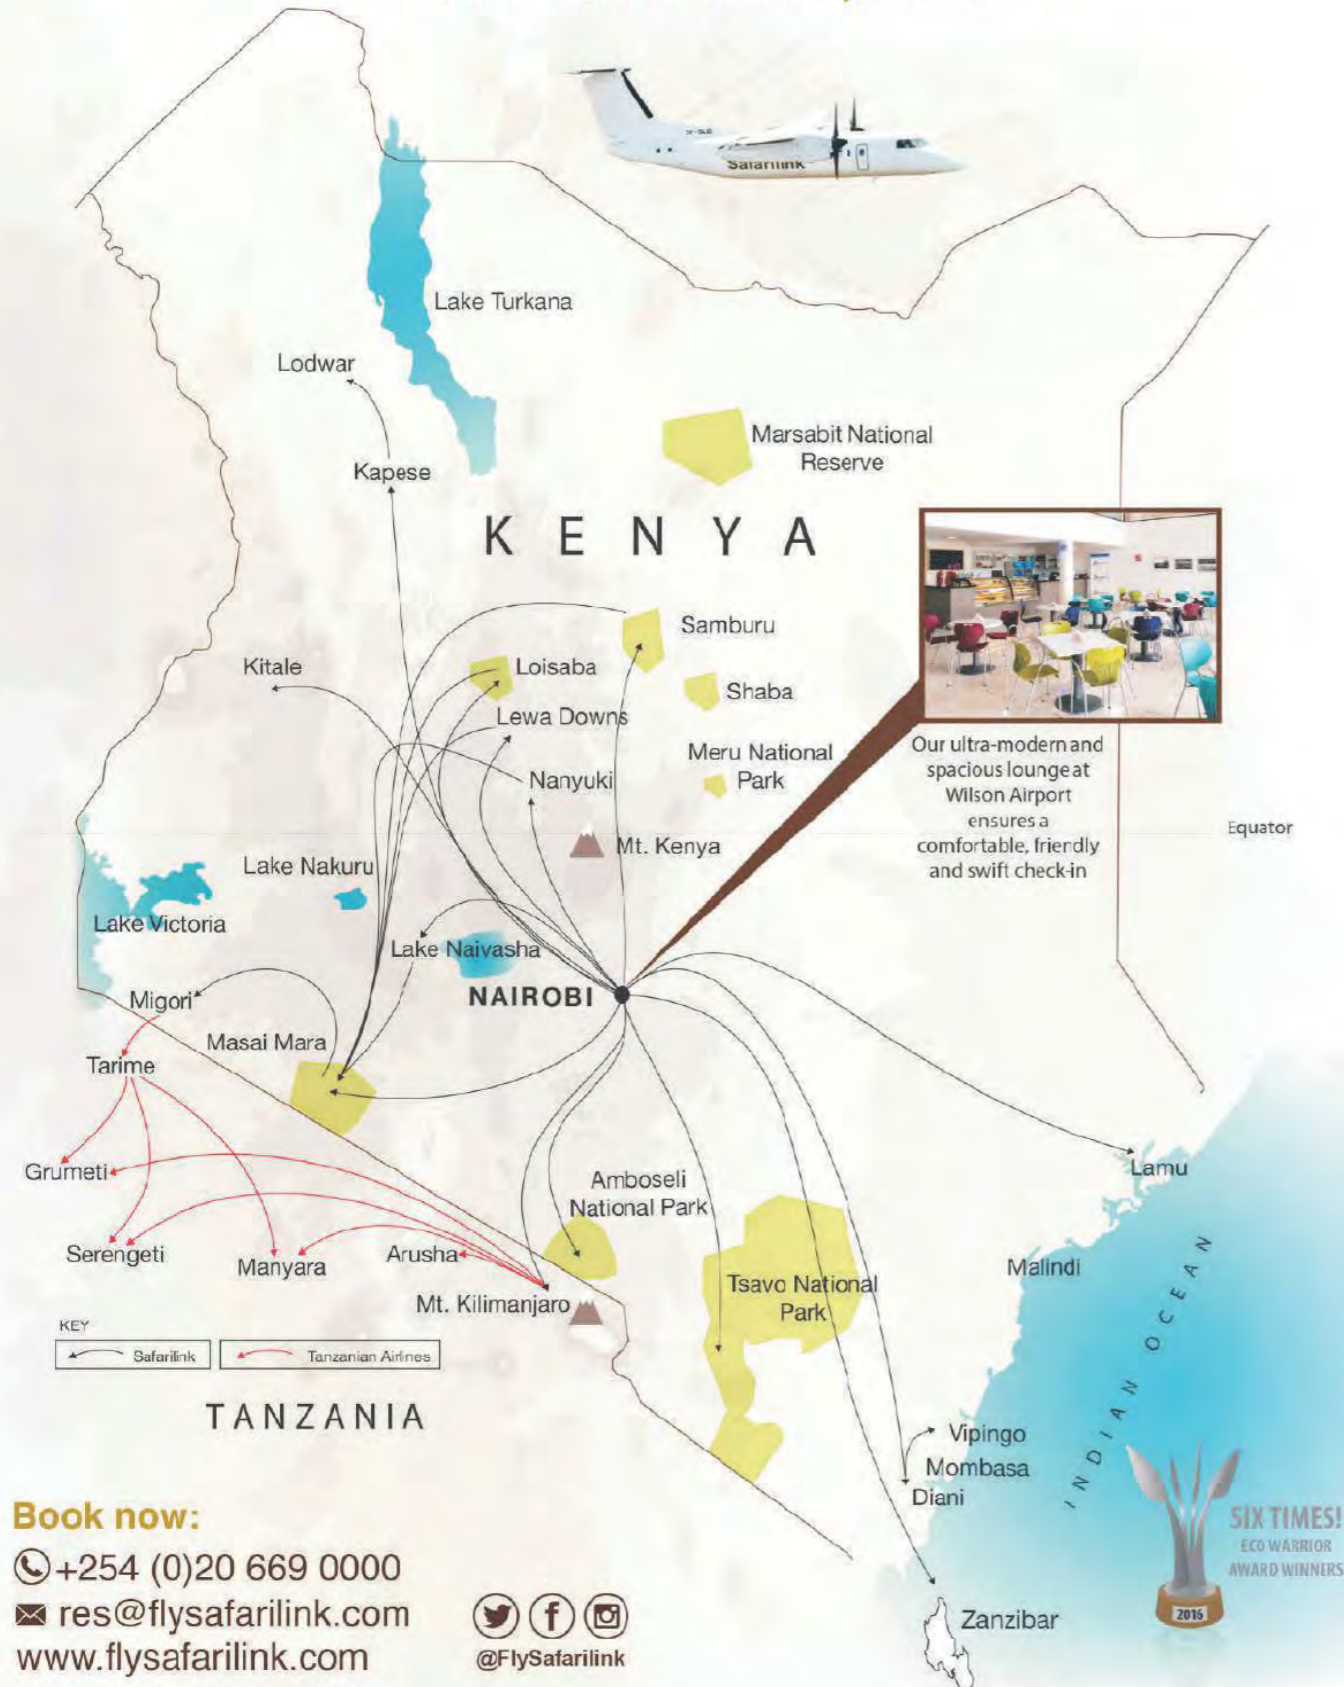 Safarilink
Lake Turkana
Lodwar
Marsabit National
Reserve
Kapese
KENYA
Samburu
Kitale
Loisaba
Shaba
Lewa Downs
Meru National
Park
Nanyuki
Our ultra-modern and
spacious lounge at
Wilson Airport
ensures a
comfortable, friendly
and swift check-in
Equator
Mt. Kenya
Lake Nakuru
Lake Victoria
Lake Naivasha
NAIROBI
Migori
Masai Mara
Tarime
Grumeti
Amboseli
National Park
Lamu
Serengeti
Manyara
Arusha
Malindi
Tsavo National
Park
Mt. Kilimanjaro
INDIAN OCEAN
KEY
Safarilink
Tanzanian Airlines
TANZANIA
Vipingo
Mombasa
Diani
Book now:
+254 (0)20 669 0000
res@flysafarilink.com
www.flysafarilink.com
@FlySafarilink
Zanzibar
SIX TIMES!
ECO WARRIOR
AWARD WINNERS
2016